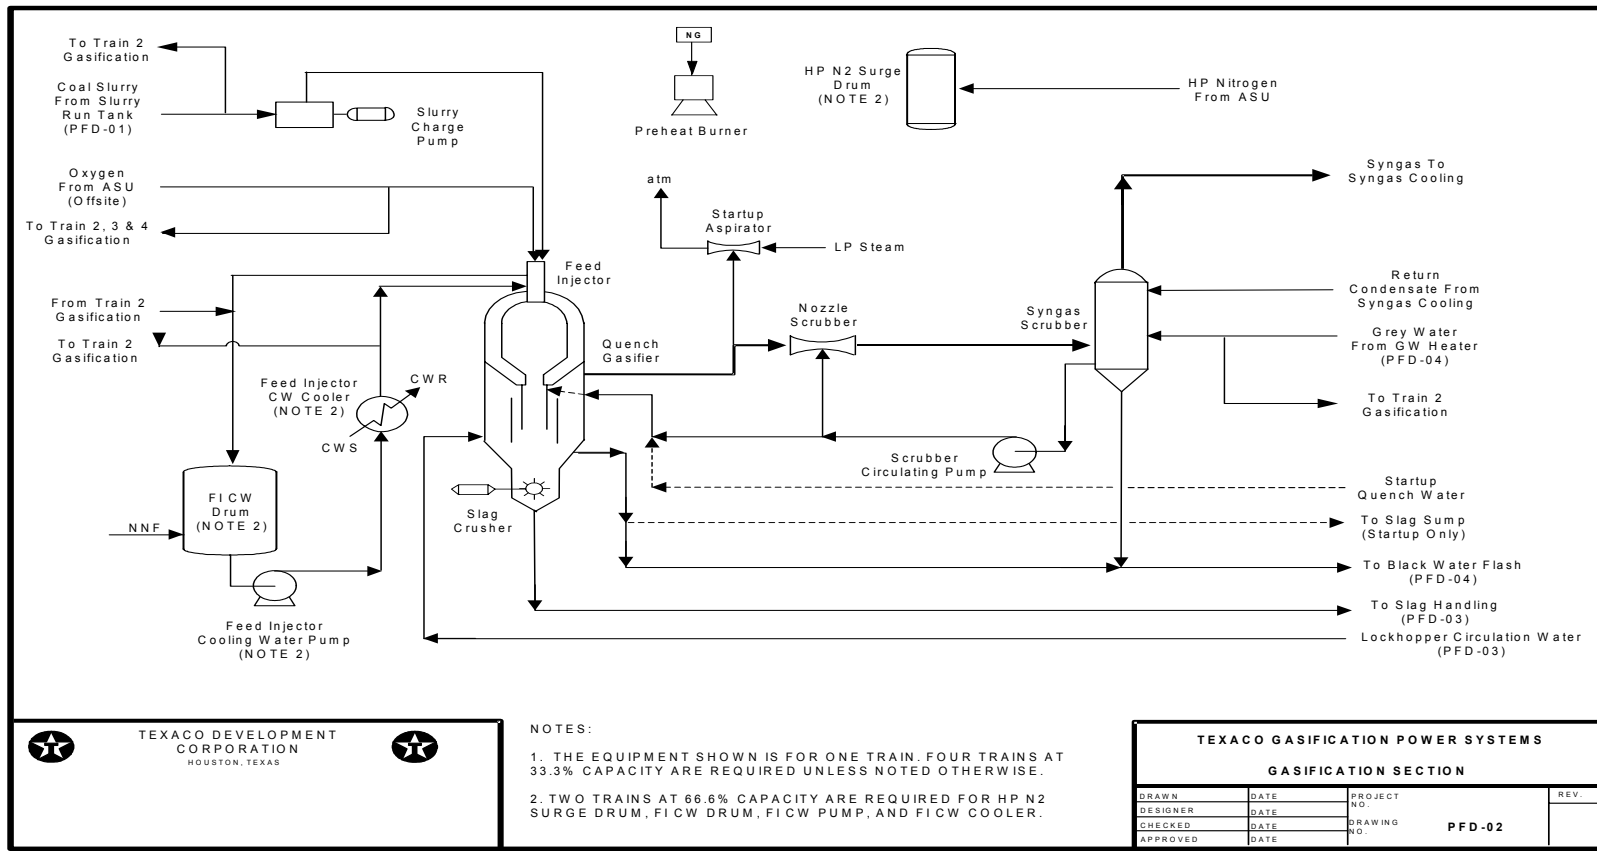 To Train 2
Gasification
Coal Slurry
From Slurry
Run Tank
(PFD-01)
Slurry
Charge
Pump
NG
Preheat Burner
HP N2 Surge
Drum
(NOTE 2)
HP Nitrogen
From ASU
Oxygen
From ASU
(Offsite)
To Train 2, 3 & 4
Gasification
atm
Startup
Aspirator
LP Steam
Syngas To
Syngas Cooling
Feed
Injector
From Train 2
Gasification
To Train 2
Gasification
Nozzle
Scrubber
Syngas
Scrubber
Return
Condensate From
Syngas Cooling
Grey Water
From GW Heater
(PFD-04)
Quench
Gasifier
Feed Injector
CW Cooler
(NOTE 2)
CWR
CWS
To Train 2
Gasification
Scrubber
Circulating Pump
FICW
Drum
(NOTE 2)
NNF
Slag
Crusher
Startup
Quench Water
To Slag Sump
(Startup Only)
To Black Water Flash
(PFD-04)
To Slag Handling
(PFD-03)
Lockhopper Circulation Water
(PFD-03)
Feed Injector
Cooling Water Pump
(NOTE 2)
TEXACO DEVELOPMENT
CORPORATION
HOUSTON, TEXAS
NOTES:
1. THE EQUIPMENT SHOWN IS FOR ONE TRAIN. FOUR TRAINS AT
33.3% CAPACITY ARE REQUIRED UNLESS NOTED OTHERWISE.
2. TWO TRAINS AT 66.6% CAPACITY ARE REQUIRED FOR HP N2
SURGE DRUM, FICW DRUM, FICW PUMP, AND FICW COOLER.
TEXACO GASIFICATION POWER SYSTEMS
GASIFICATION SECTION
DRAWN DATE
DESIGNER DATE
CHECKED DATE
APPROVED DATE
PROJECT
NO.
DRAWING
NO.
PFD-02
REV.